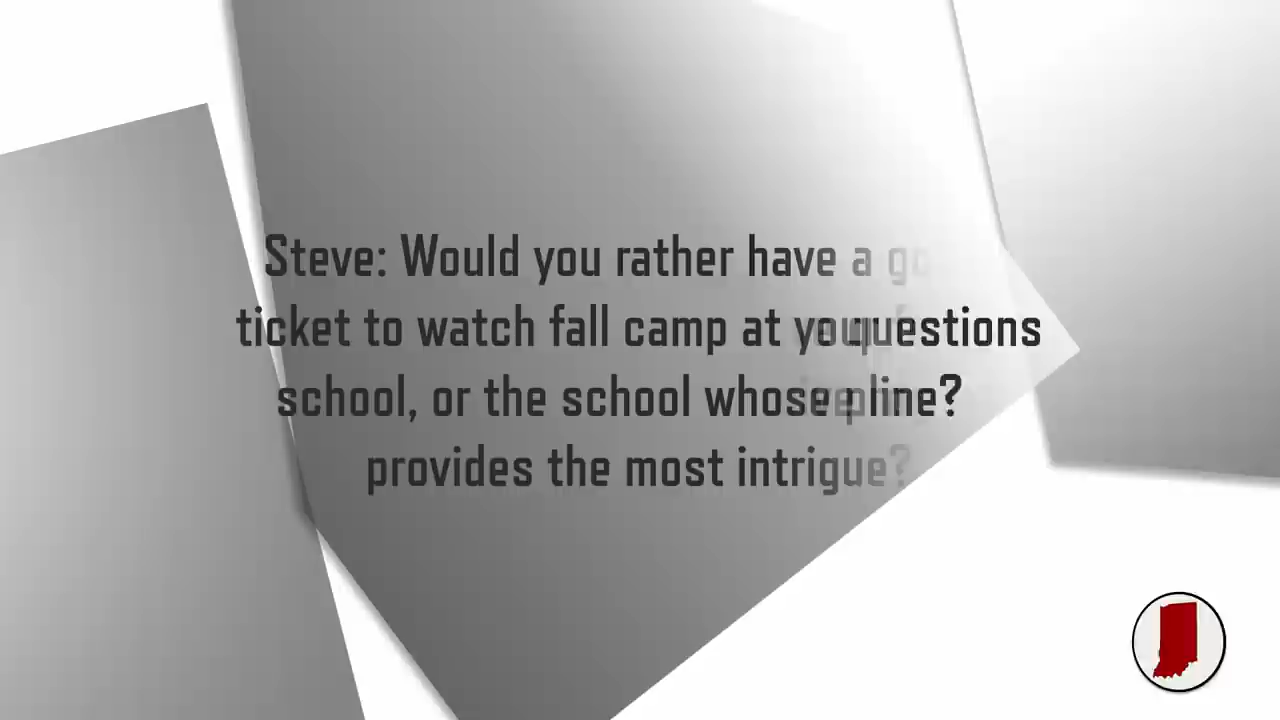 Steve: Would you rather have a
ticket to watch fall camp at questions
school, or the school whose line?
provides the most intrigue?